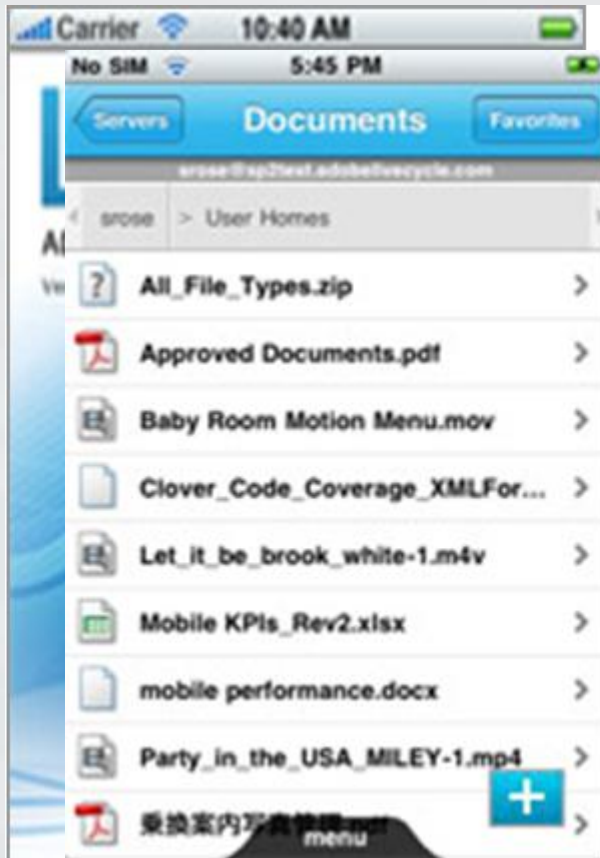 Carrier 10:40 AM
No SIM 5:45 PM
Servers Documents Favorites
srose@sp2test.adobelivecycle.com
srose > User Homes
All_File_Types.zip
Approved Documents.pdf
Baby Room Motion Menu.mov
Clover_Code_Coverage_XMLFor...
Let_it_be_brook_white-1.m4v
Mobile KPIs_Rev2.xlsx
mobile performance.docx
Party_in_the_USA_MILEY-1.mp4
乗換案内写
menu